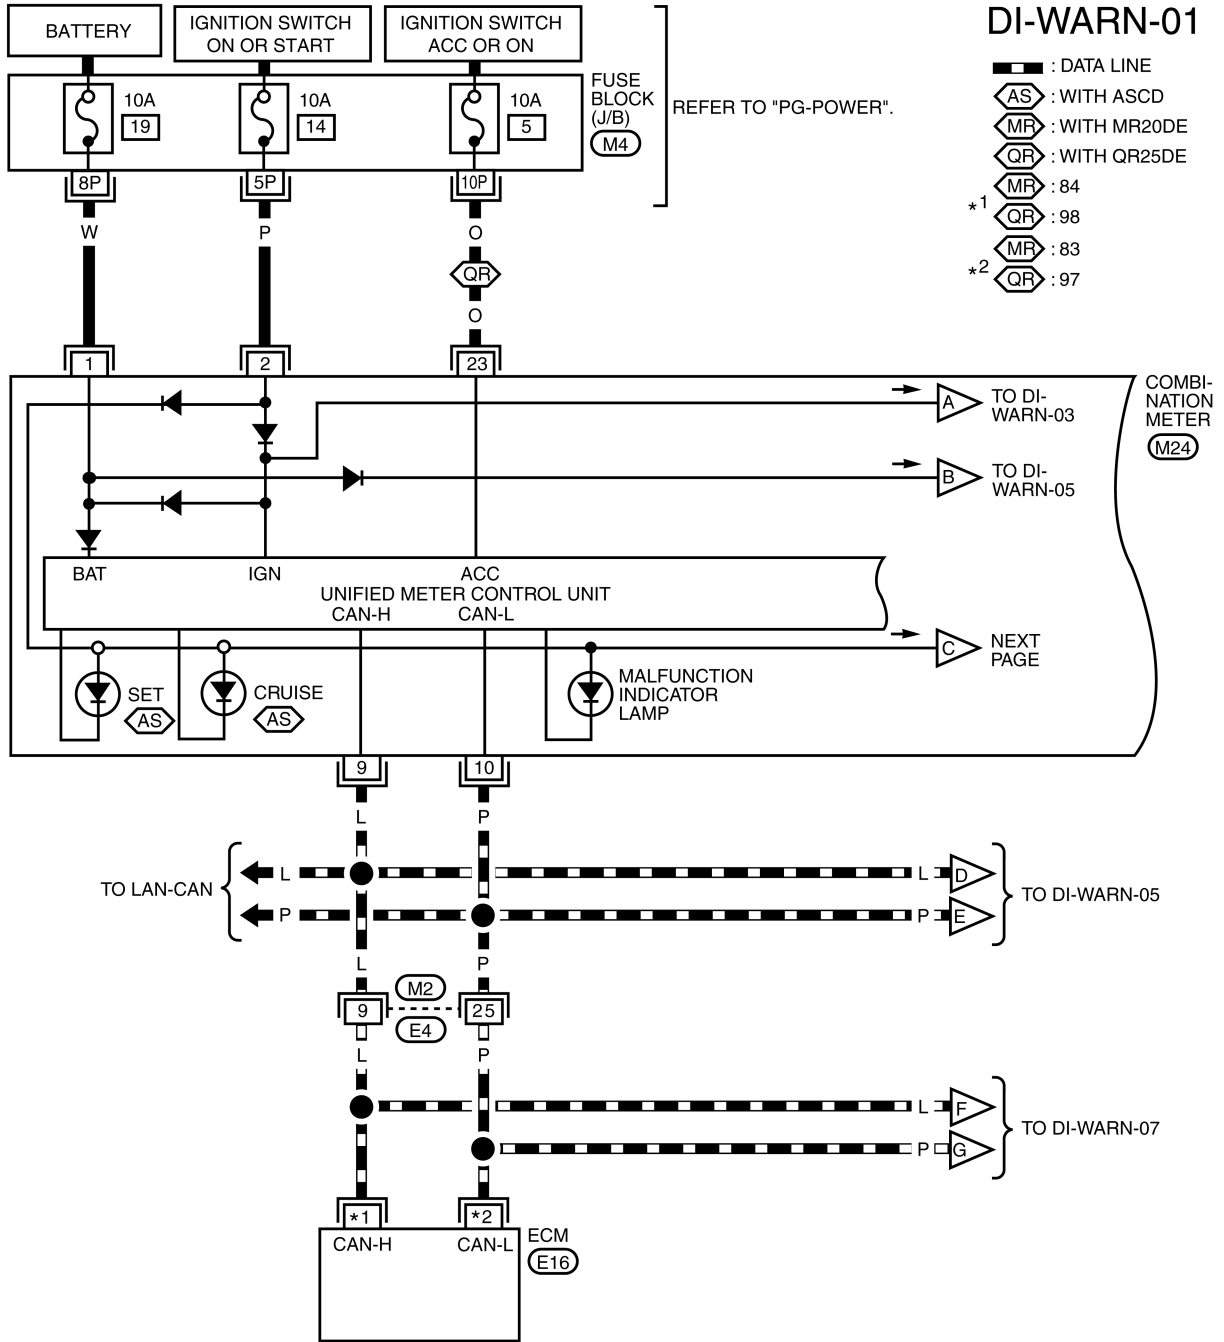 DI-WARN-01
BATTERY
IGNITION SWITCH
ON OR START
IGNITION SWITCH
ACC OR ON
: DATA LINE
AS : WITH ASCD
MR : WITH MR20DE
QR : WITH QR25DE
*1 MR : 84
QR : 98
*2 MR : 83
QR : 97
10A
19
10A
14
10A
5
FUSE
BLOCK
(J/B)
M4
REFER TO "PG-POWER".
8P
5P
10P
W
P
O
QR
O
1
2
23
COMBI-
NATION
METER
M24
A
TO DI-
WARN-03
B
TO DI-
WARN-05
BAT
IGN
ACC
UNIFIED METER CONTROL UNIT
CAN-H
CAN-L
C
NEXT
PAGE
SET
AS
CRUISE
AS
MALFUNCTION
INDICATOR
LAMP
9
10
L
P
TO LAN-CAN
L
L
D
P
P
E
TO DI-WARN-05
L
P
M2
9
25
E4
L
P
L
F
P
G
TO DI-WARN-07
*1
*2
CAN-H
CAN-L
ECM
E16